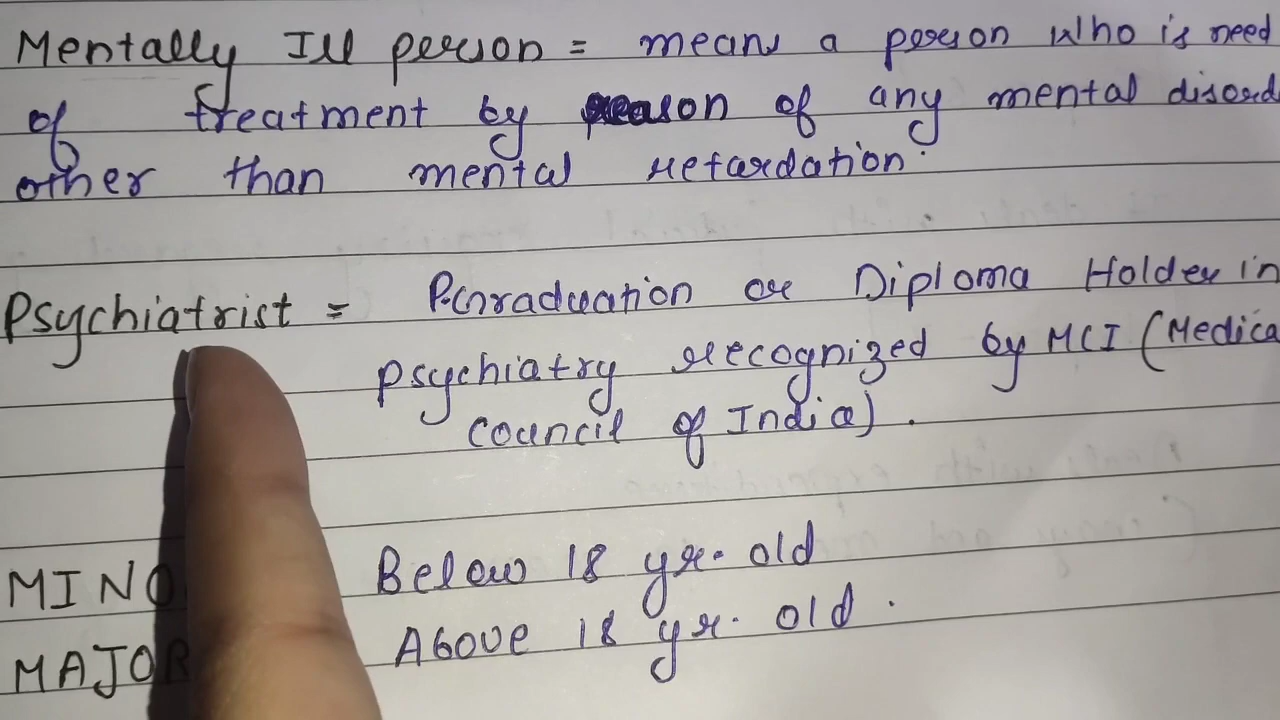 Mentally Ill person = means a person who is need
of treatment by reason of any mental disord
other than mental retardation.
Psychiatrist = P.Graduation or Diploma Holder in
psychiatry recognized by MCI (Medica
council of India).
MINO Below 18 yr. old
MAJOR Above 18 yr. old.